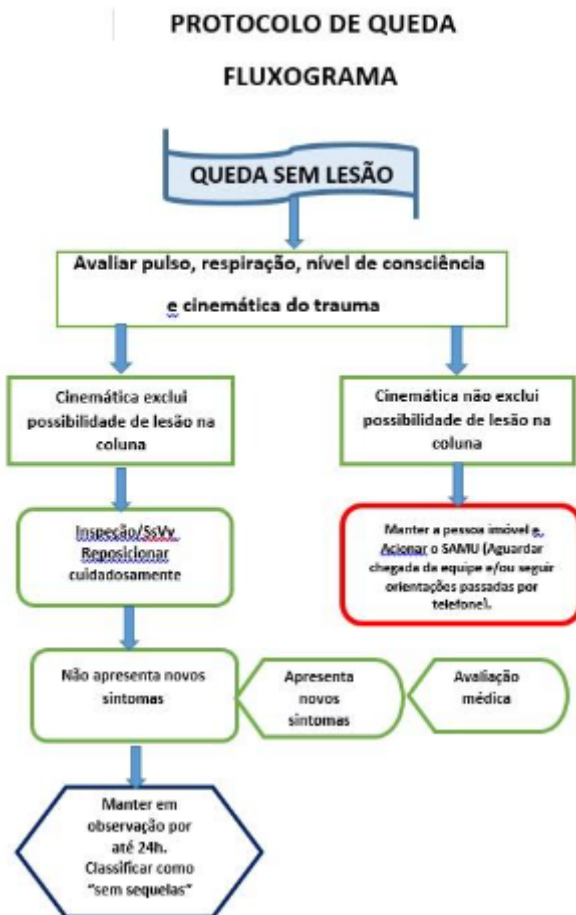 PROTOCOLO DE QUEDA
FLUXOGRAMA
QUEDA SEM LESÃO
Avaliar pulso, respiração, nível de consciência
e cinemática do trauma
Cinemática exclui
possibilidade de lesão na
coluna
Cinemática não exclui
possibilidade de lesão na
coluna
Inspeção/SsVv
Reposicionar
cuidadosamente
Manter a pessoa imóvel e
Acionar o SAMU (Aguardar
chegada da equipe e/ou seguir
orientações passadas por
telefone).
Não apresenta novos
sintomas
Apresenta
novos
sintomas
Avaliação
médica
Manter em
observação por
até 24h.
Classificar como
"sem sequelas"